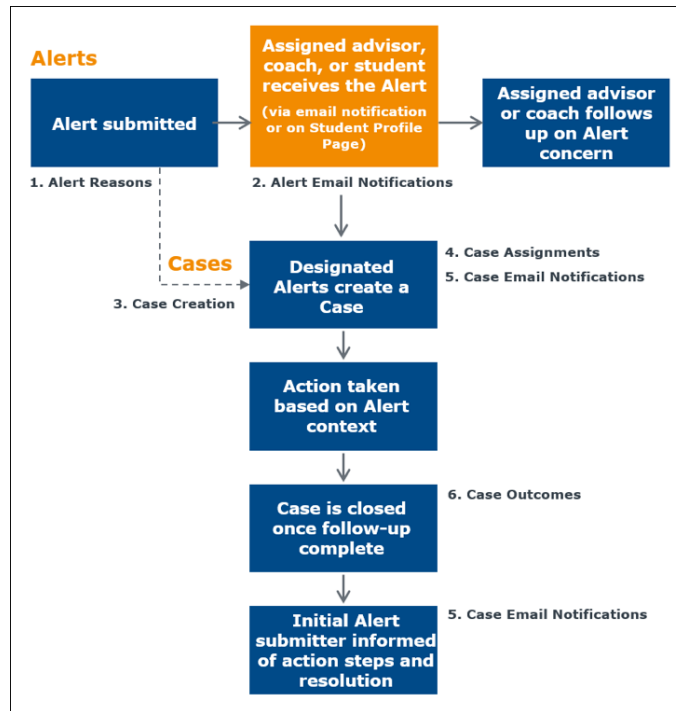 Alerts
Alert submitted
1. Alert Reasons
Assigned advisor,
coach, or student
receives the Alert
(via email notification
or on Student Profile
Page)
2. Alert Email Notifications
Assigned advisor
or coach follows
up on Alert
concern
Cases
3. Case Creation
Designated
Alerts create a
Case
4. Case Assignments
5. Case Email Notifications
Action taken
based on Alert
context
Case is closed
once follow-up
complete
6. Case Outcomes
Initial Alert
submitter informed
of action steps and
resolution
5. Case Email Notifications